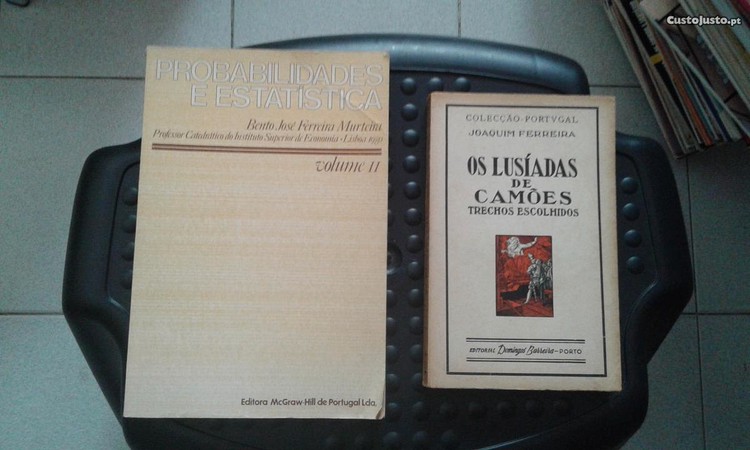 CustoJusto.pt
PROBABILIDADES
E ESTATÍSTICA
Bento José Ferreira Murteira
Professor Catedrático do Instituto Superior de Economia • Lisboa
volume II
Editora McGraw-Hill de Portugal Lda.
COLECÇÃO · PORTVGAL
JOAQUIM FERREIRA
OS LUSÍADAS
DE
CAMÕES
TRECHOS ESCOLHIDOS
EDITORIAL Domingos Barreira — PORTO